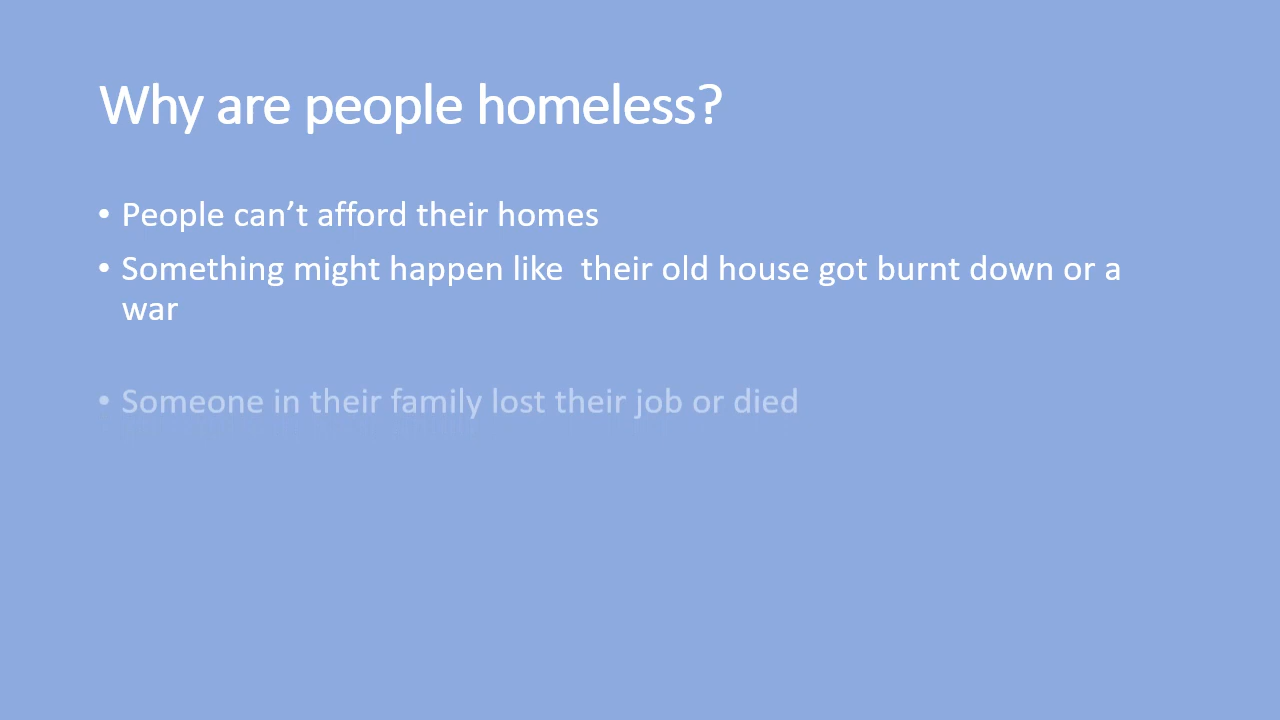 Why are people homeless?
• People can’t afford their homes
• Something might happen like  their old house got burnt down or a
war
• Someone in their family lost their job or died